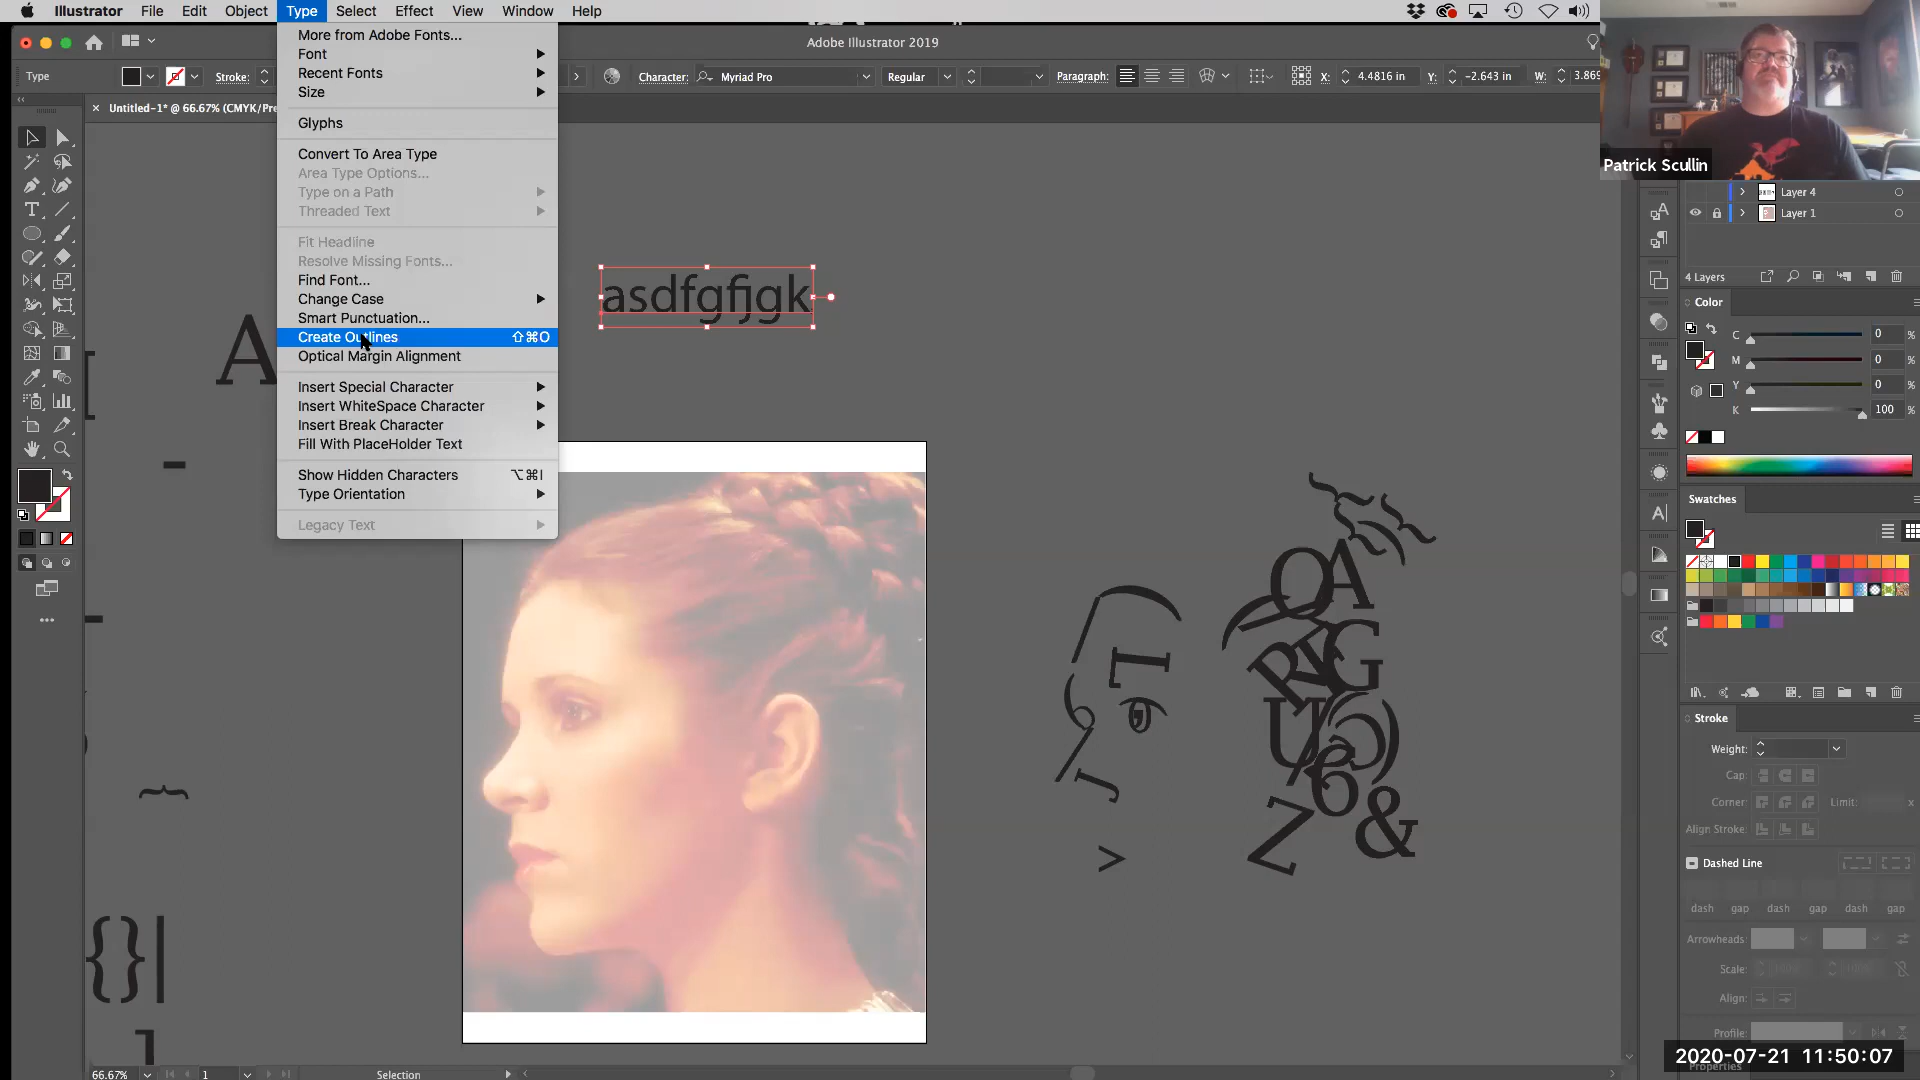 Illustrator File Edit Object Type Select Effect View Window Help
Adobe Illustrator 2019
Type Stroke: Character: Myriad Pro Regular Paragraph: X: 4.4816 in Y: -2.643 in W: 3.869
Untitled-1* @ 66.67% (CMYK/Pre
More from Adobe Fonts...
Font
Recent Fonts
Size
Glyphs
Convert To Area Type
Area Type Options...
Type on a Path
Threaded Text
Fit Headline
Resolve Missing Fonts...
Find Font...
Change Case
Smart Punctuation...
Create Outlines ⇧⌘O
Optical Margin Alignment
Insert Special Character
Insert WhiteSpace Character
Insert Break Character
Fill With PlaceHolder Text
Show Hidden Characters ⌥⌘I
Type Orientation
Legacy Text
asdfgfjgk
[ A
-
{}|
]
I
J
>
O A
R G
U 5 )
6
Z &
Patrick Scullin
Layer 4
Layer 1
4 Layers
Color
C 0 %
M 0 %
Y 0 %
K 100 %
Swatches
Stroke
Weight:
Cap:
Corner: Limit: x
Align Stroke:
Dashed Line
dash gap dash gap dash gap
Arrowheads:
Scale: 100% 100%
Align:
Profile:
2020-07-21 11:50:07
Properties
66.67% 1 Selection